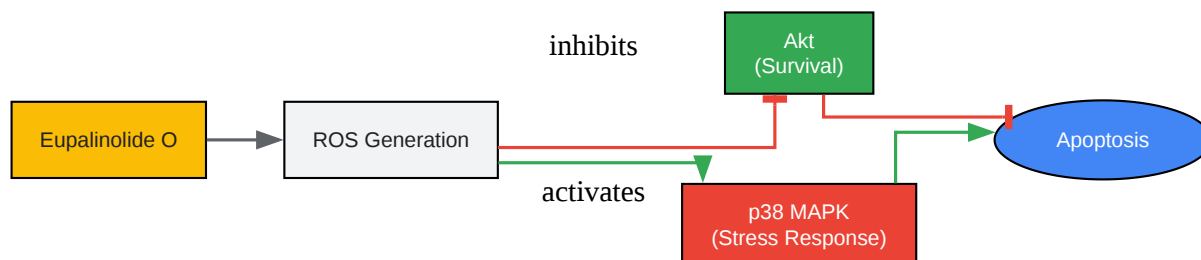 inhibits
Akt
(Survival)
Eupalinolide O
ROS Generation
Apoptosis
activates
p38 MAPK
(Stress Response)